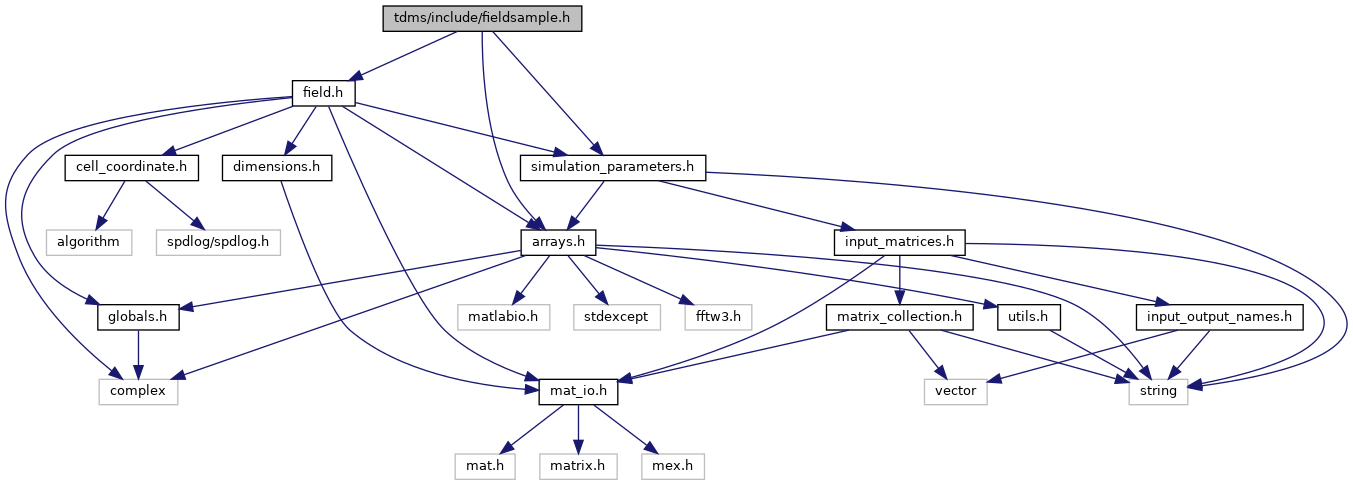 tdms/include/fieldsample.h
field.h
cell_coordinate.h
dimensions.h
simulation_parameters.h
algorithm
spdlog/spdlog.h
arrays.h
input_matrices.h
globals.h
matlabio.h
stdexcept
fftw3.h
matrix_collection.h
utils.h
input_output_names.h
complex
mat_io.h
vector
string
mat.h
matrix.h
mex.h